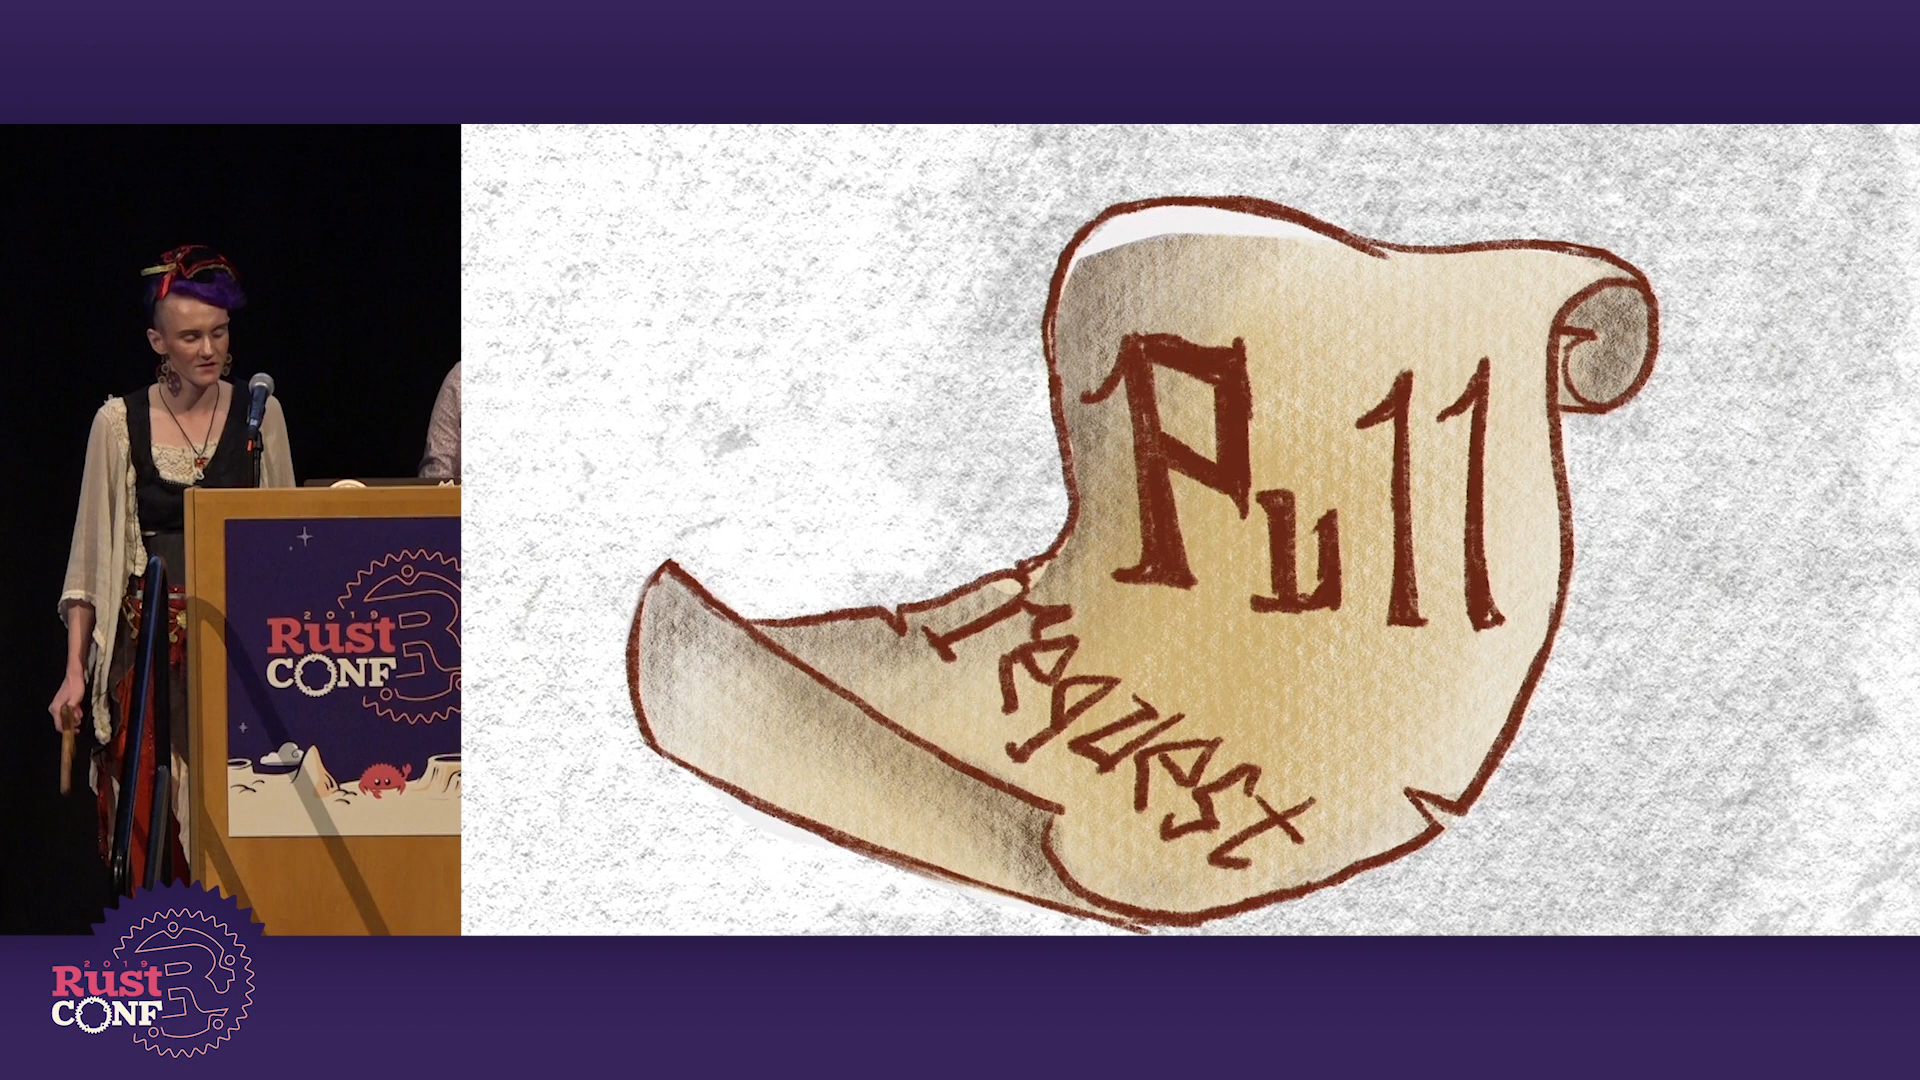 Pull
request
2019
Rust
CONF
2019
Rust
CONF